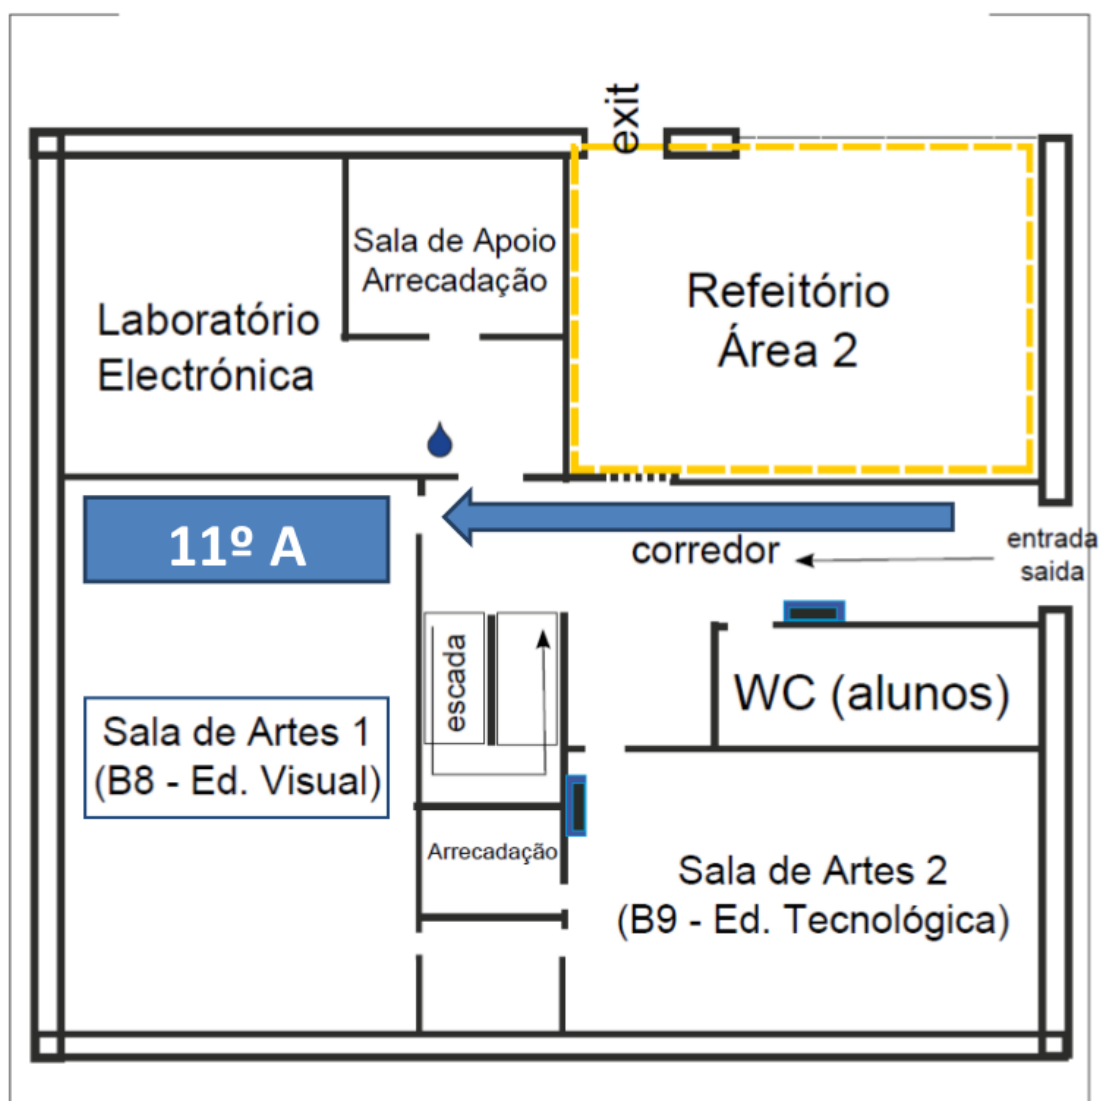 exit
Sala de Apoio
Arrecadação
Refeitório
Área 2
Laboratório
Electrónica
11º A
corredor
entrada
saida
escada
WC (alunos)
Sala de Artes 1
(B8 - Ed. Visual)
Arrecadação
Sala de Artes 2
(B9 - Ed. Tecnológica)